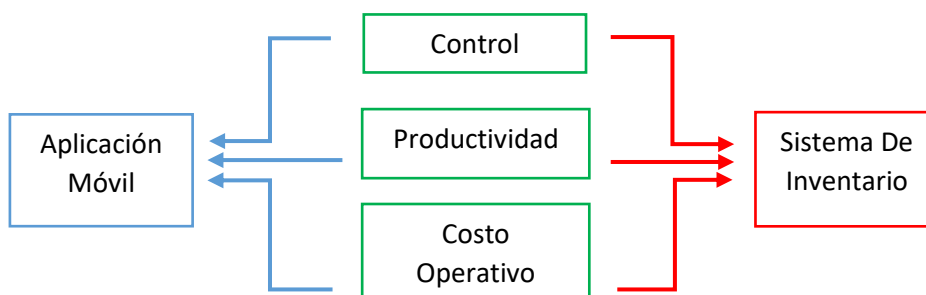 Control
Aplicación
Móvil
Productividad
Sistema De
Inventario
Costo
Operativo